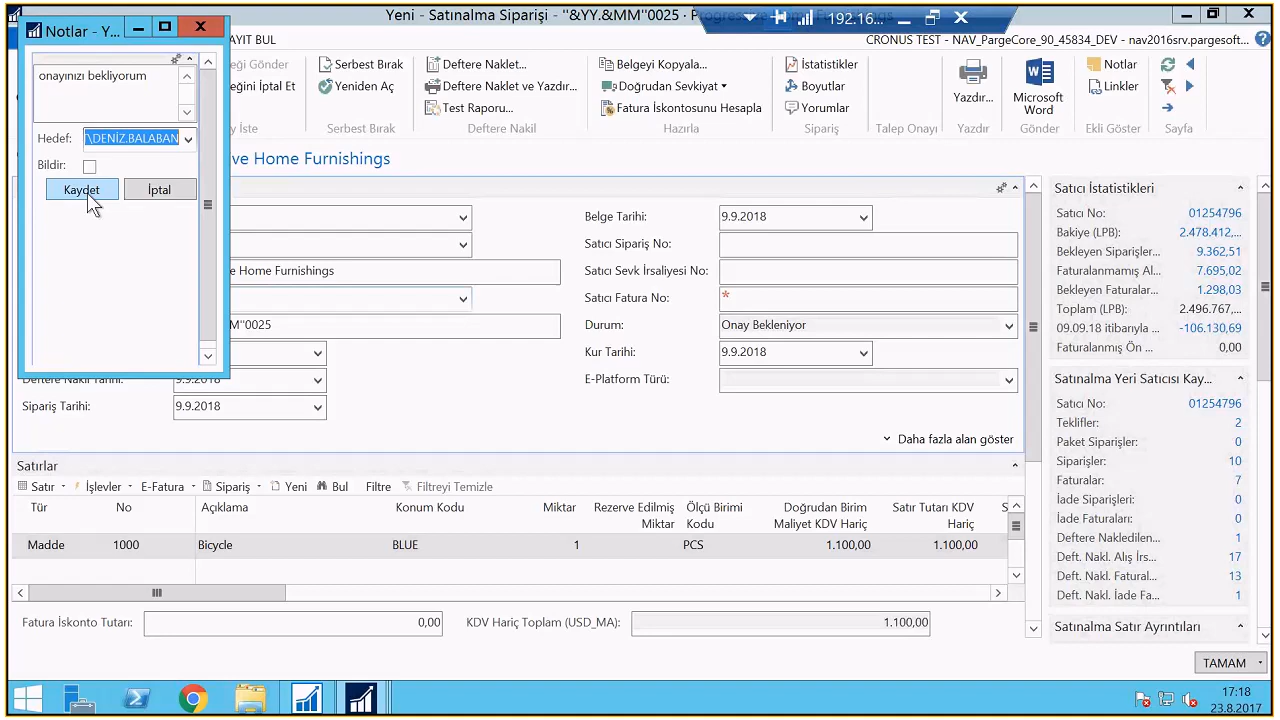 Yeni - Satınalma Siparişi - "&YY.&MM"0025 · Progressive Home Furnishings
192.16...
Notlar - Y...
AYIT BUL
CRONUS TEST - NAV_PargeCore_90_45834_DEV - nav2016srv.pargesoft...
eği Gönder
Serbest Bırak
Deftere Naklet...
Belgeyi Kopyala...
İstatistikler
Notlar
eğini İptal Et
Yeniden Aç
Deftere Naklet ve Yazdır...
Doğrudan Sevkiyat
Boyutlar
Linkler
Test Raporu...
Fatura İskontosunu Hesapla
Yorumlar
Yazdır...
Microsoft Word
y İste
Serbest Bırak
Deftere Nakil
Hazırla
Sipariş
Talep Onayı
Yazdır
Gönder
Ekli Göster
Sayfa
onayınızı bekliyorum
Hedef: \DENİZ.BALABAN
Bildir:
Kaydet
İptal
ve Home Furnishings
Belge Tarihi: 9.9.2018
Satıcı Sipariş No:
e Home Furnishings
Satıcı Sevk İrsaliyesi No:
Satıcı Fatura No: *
M"0025
Durum: Onay Bekleniyor
Kur Tarihi: 9.9.2018
Deftere Nakil Tarihi: 9.9.2018
E-Platform Türü:
Sipariş Tarihi: 9.9.2018
Daha fazla alan göster
Satırlar
Satır
İşlevler
E-Fatura
Sipariş
Yeni
Bul
Filtre
Filtreyi Temizle
Tür
No
Açıklama
Konum Kodu
Miktar
Rezerve Edilmiş Miktar
Ölçü Birimi Kodu
Doğrudan Birim Maliyet KDV Hariç
Satır Tutarı KDV Hariç
S
Madde 1000 Bicycle BLUE 1 PCS 1.100,00 1.100,00
Fatura İskonto Tutarı: 0,00
KDV Hariç Toplam (USD_MA): 1.100,00
Satıcı İstatistikleri
Satıcı No: 01254796
Bakiye (LPB): 2.478.412,...
Bekleyen Siparişler... 9.362,51
Faturalanmamış Al... 7.695,02
Bekleyen Faturalar... 1.298,03
Toplam (LPB): 2.496.767,...
09.09.18 itibarıyla ... -106.130,69
Faturalanmış Ön ... 0,00
Satınalma Yeri Satıcısı Kay...
Satıcı No: 01254796
Teklifler: 2
Paket Siparişler: 0
Siparişler: 10
Faturalar: 7
İade Siparişleri: 0
İade Faturaları: 0
Deftere Nakledilen... 1
Deft. Nakl. Alış İrs... 17
Deft. Nakl. Fatural... 13
Deft. Nakl. İade Fa... 1
Satınalma Satır Ayrıntıları
TAMAM
17:18
23.8.2017